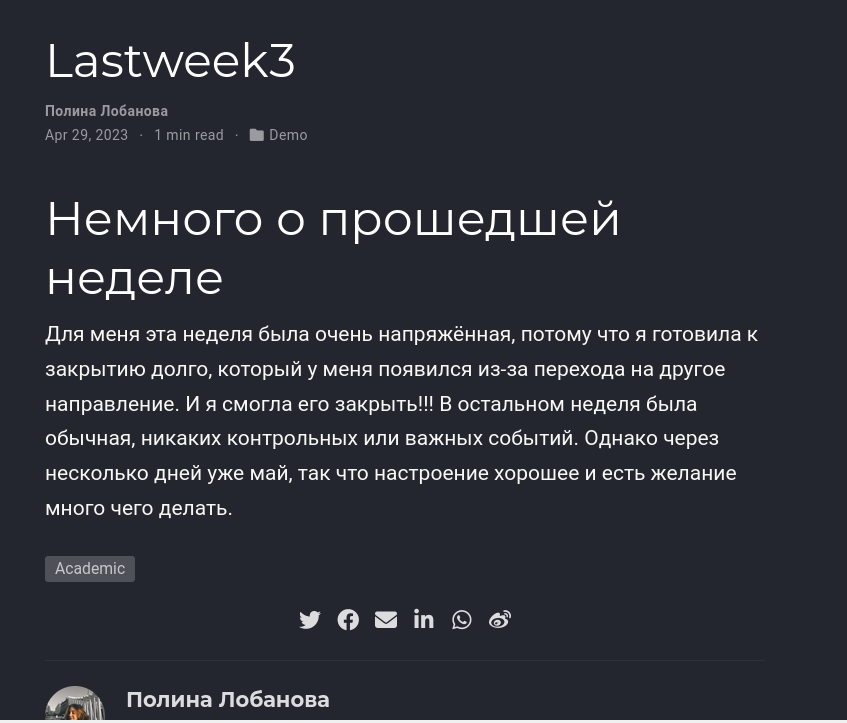 Lastweek3
Полина Лобанова
Apr 29, 2023 · 1 min read · Demo
Немного о прошедшей
неделе
Для меня эта неделя была очень напряжённая, потому что я готовила к
закрытию долго, который у меня появился из-за перехода на другое
направление. И я смогла его закрыть!!! В остальном неделя была
обычная, никаких контрольных или важных событий. Однако через
несколько дней уже май, так что настроение хорошее и есть желание
много чего делать.
Academic
Полина Лобанова